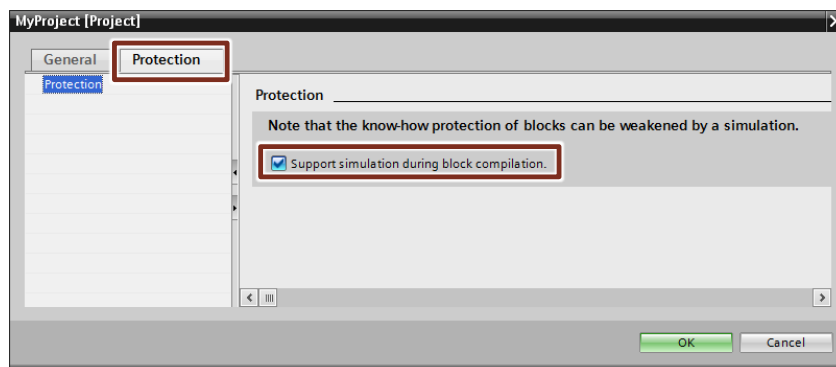 MyProject [Project]
General
Protection
Protection
Protection
Note that the know-how protection of blocks can be weakened by a simulation.
Support simulation during block compilation.
OK
Cancel